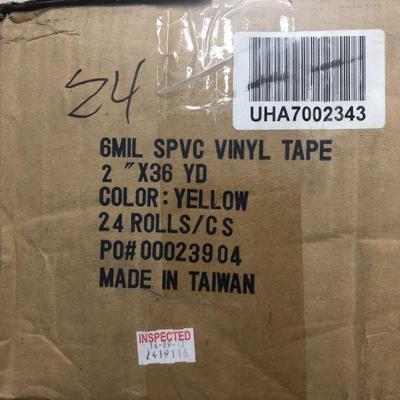 24
UHA7002343
6MIL SPVC VINYL TAPE
2 "X36 YD
COLOR: YELLOW
24 ROLLS/CS
PO# 00023904
MADE IN TAIWAN
INSPECTED
2419116